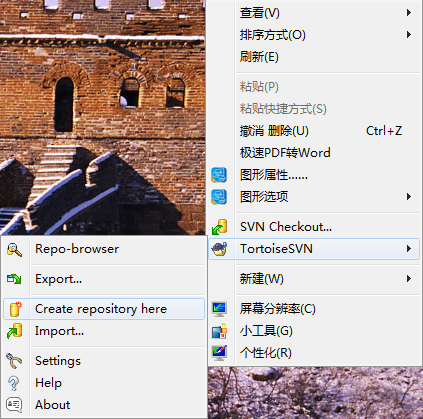 查看(V)
排序方式(O)
刷新(E)
粘贴(P)
粘贴快捷方式(S)
撤消 删除(U) Ctrl+Z
极速PDF转Word
图形属性......
图形选项
SVN Checkout...
TortoiseSVN
新建(W)
屏幕分辨率(C)
小工具(G)
个性化(R)
Repo-browser
Export...
Create repository here
Import...
Settings
Help
About